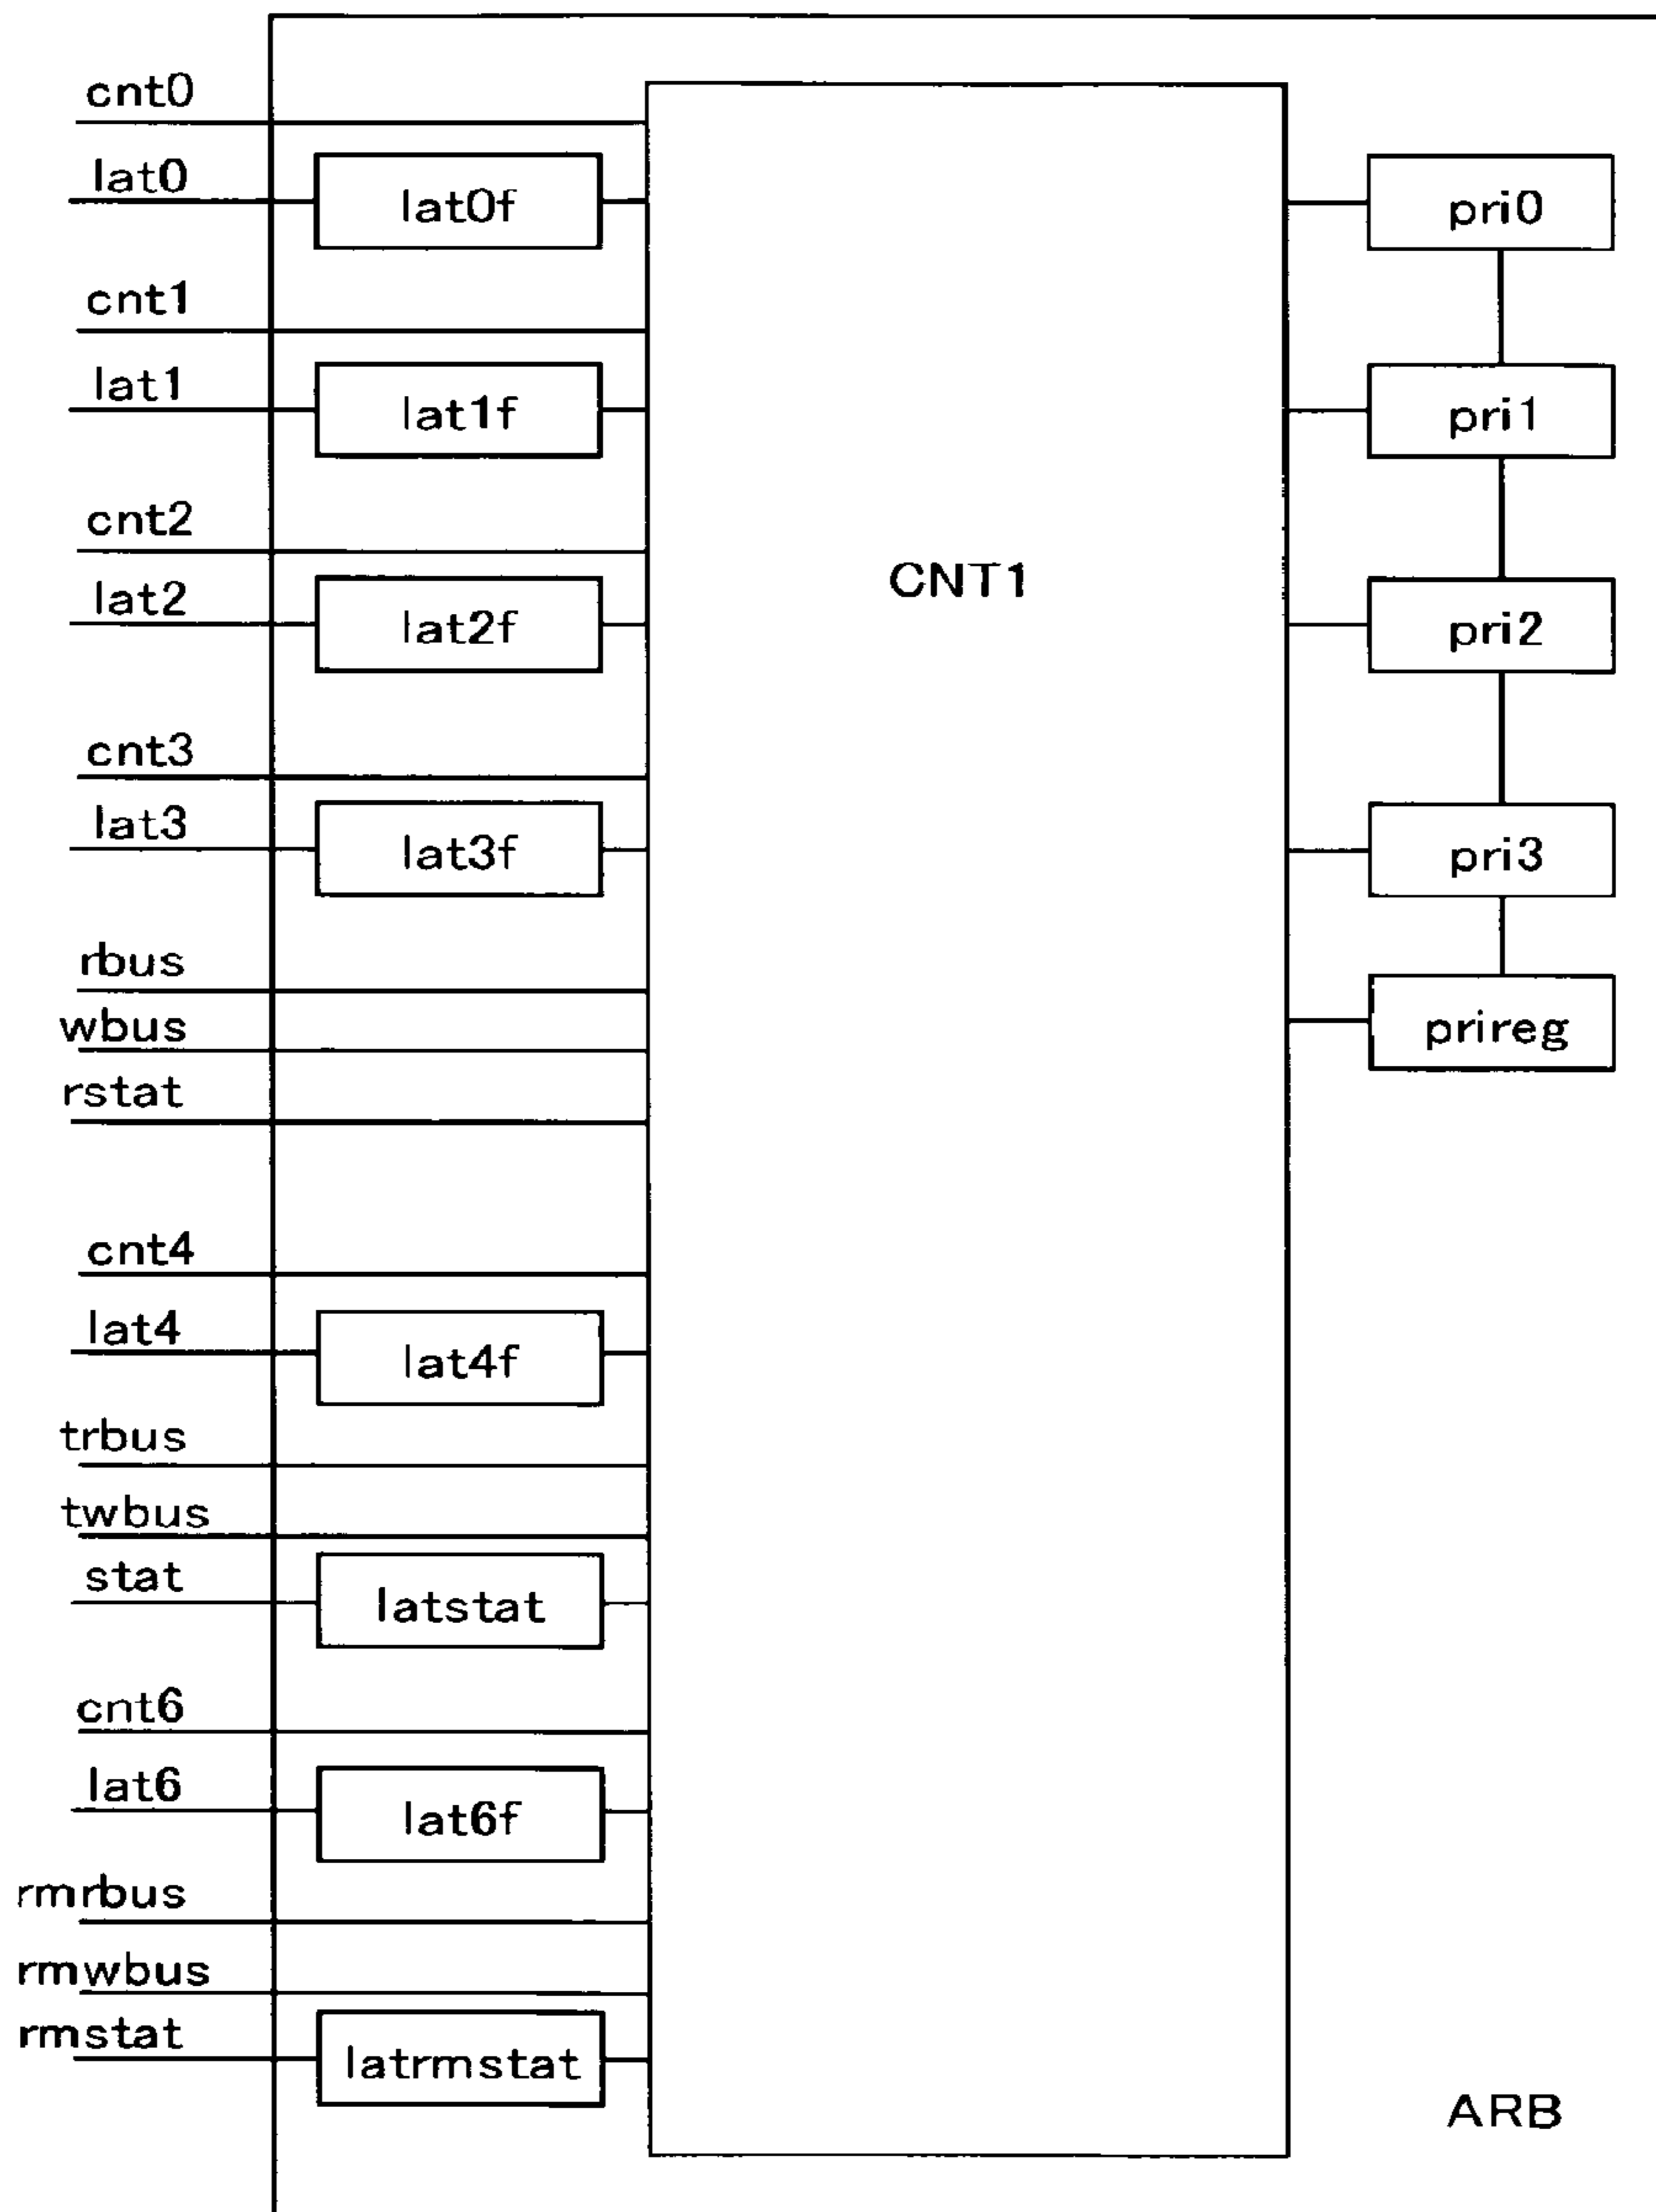 cnt0
lat0
lat0f
pri0
cnt1
lat1
lat1f
pri1
cnt2
CNT1
lat2
lat2f
pri2
cnt3
lat3
lat3f
pri3
rbus
wbus
prireg
rstat
cnt4
lat4
lat4f
trbus
twbus
stat
latstat
cnt6
lat6
lat6f
rmrbus
rmwbus
rmstat
latrmstat
ARB